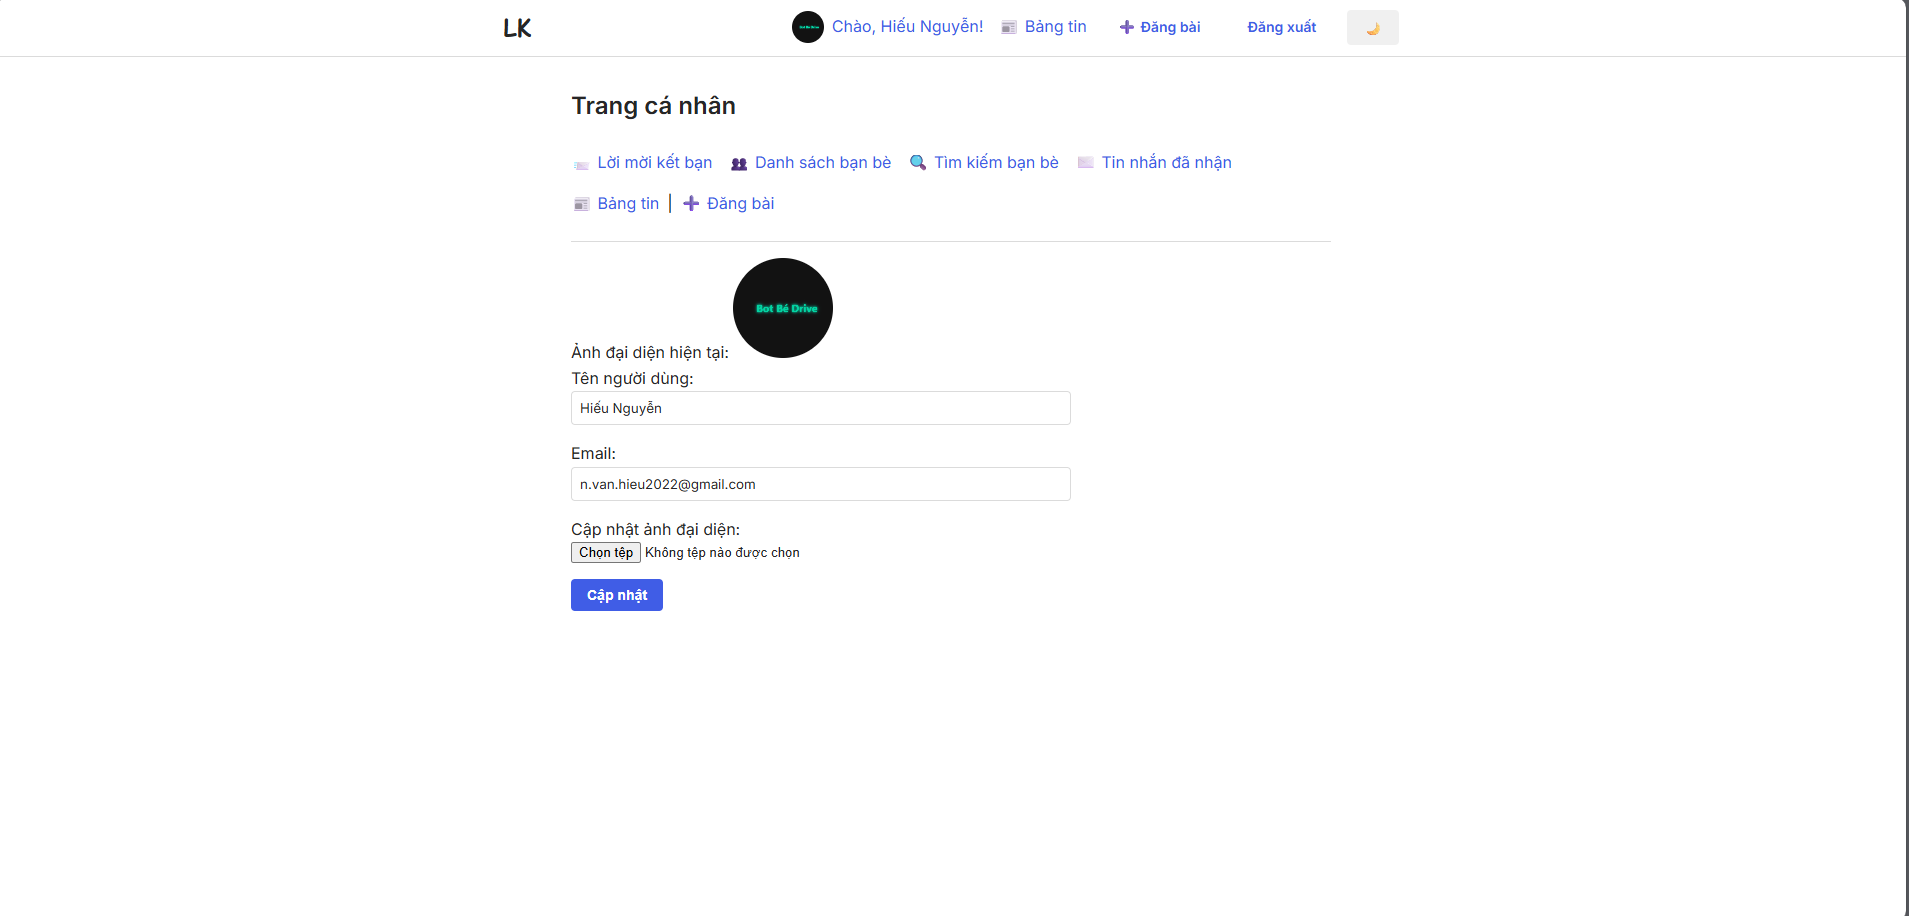 LK
Chào, Hiếu Nguyễn! Bảng tin Đăng bài Đăng xuất
Trang cá nhân
Lời mời kết bạn Danh sách bạn bè Tìm kiếm bạn bè Tin nhắn đã nhận
Bảng tin | Đăng bài
Bot Bé Drive
Ảnh đại diện hiện tại:
Tên người dùng:
Hiếu Nguyễn
Email:
n.van.hieu2022@gmail.com
Cập nhật ảnh đại diện:
Chọn tệp Không tệp nào được chọn
Cập nhật